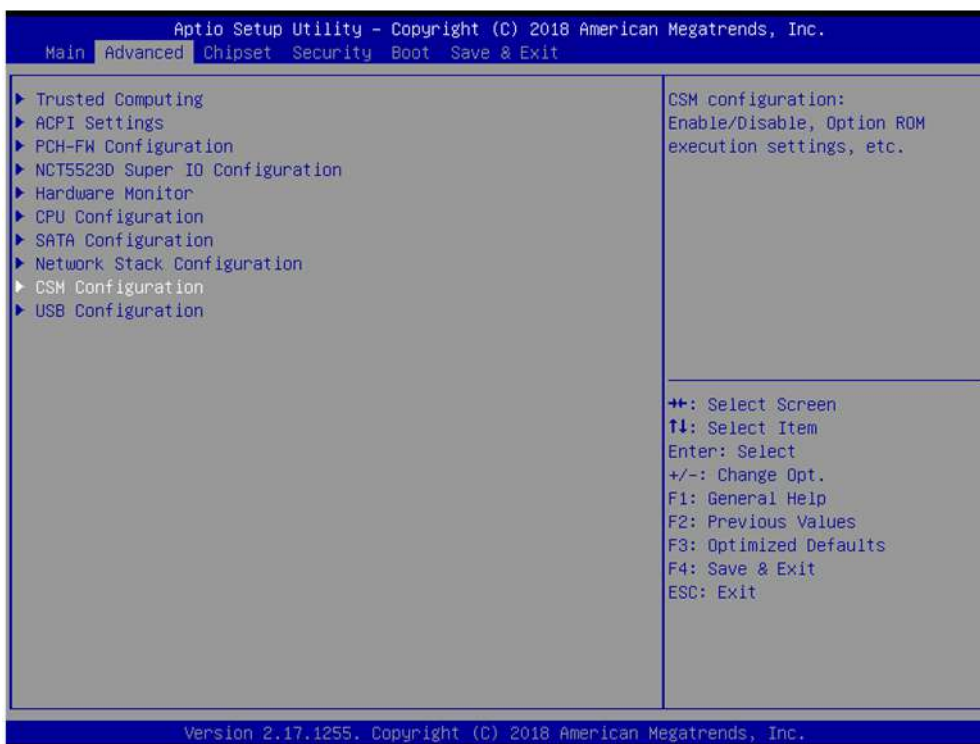 Aptio Setup Utility – Copyright (C) 2018 American Megatrends, Inc.
Main Advanced Chipset Security Boot Save & Exit
▶ Trusted Computing
▶ ACPI Settings
▶ PCH-FW Configuration
▶ NCT5523D Super IO Configuration
▶ Hardware Monitor
▶ CPU Configuration
▶ SATA Configuration
▶ Network Stack Configuration
▶ CSM Configuration
▶ USB Configuration
CSM configuration:
Enable/Disable, Option ROM
execution settings, etc.
→←: Select Screen
↑↓: Select Item
Enter: Select
+/-: Change Opt.
F1: General Help
F2: Previous Values
F3: Optimized Defaults
F4: Save & Exit
ESC: Exit
Version 2.17.1255. Copyright (C) 2018 American Megatrends, Inc.